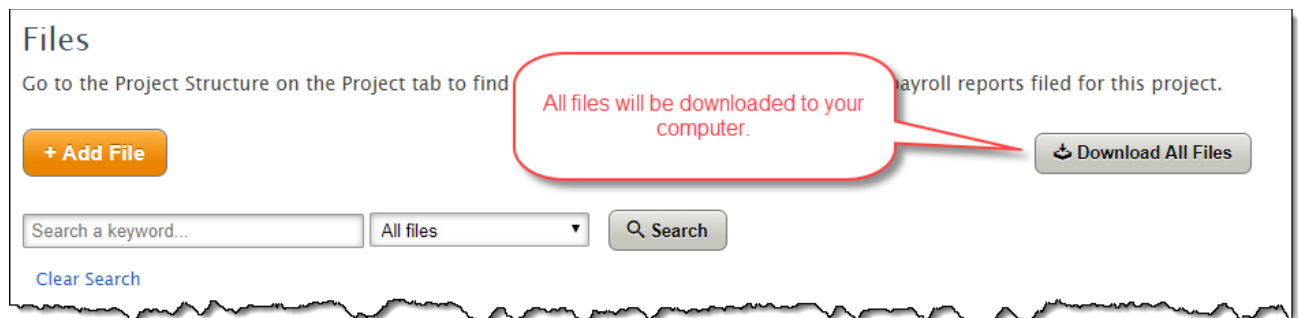 Files
Go to the Project Structure on the Project tab to find
ayroll reports filed for this project.
All files will be downloaded to your
computer.
+ Add File
Download All Files
Search a keyword...
All files
Search
Clear Search